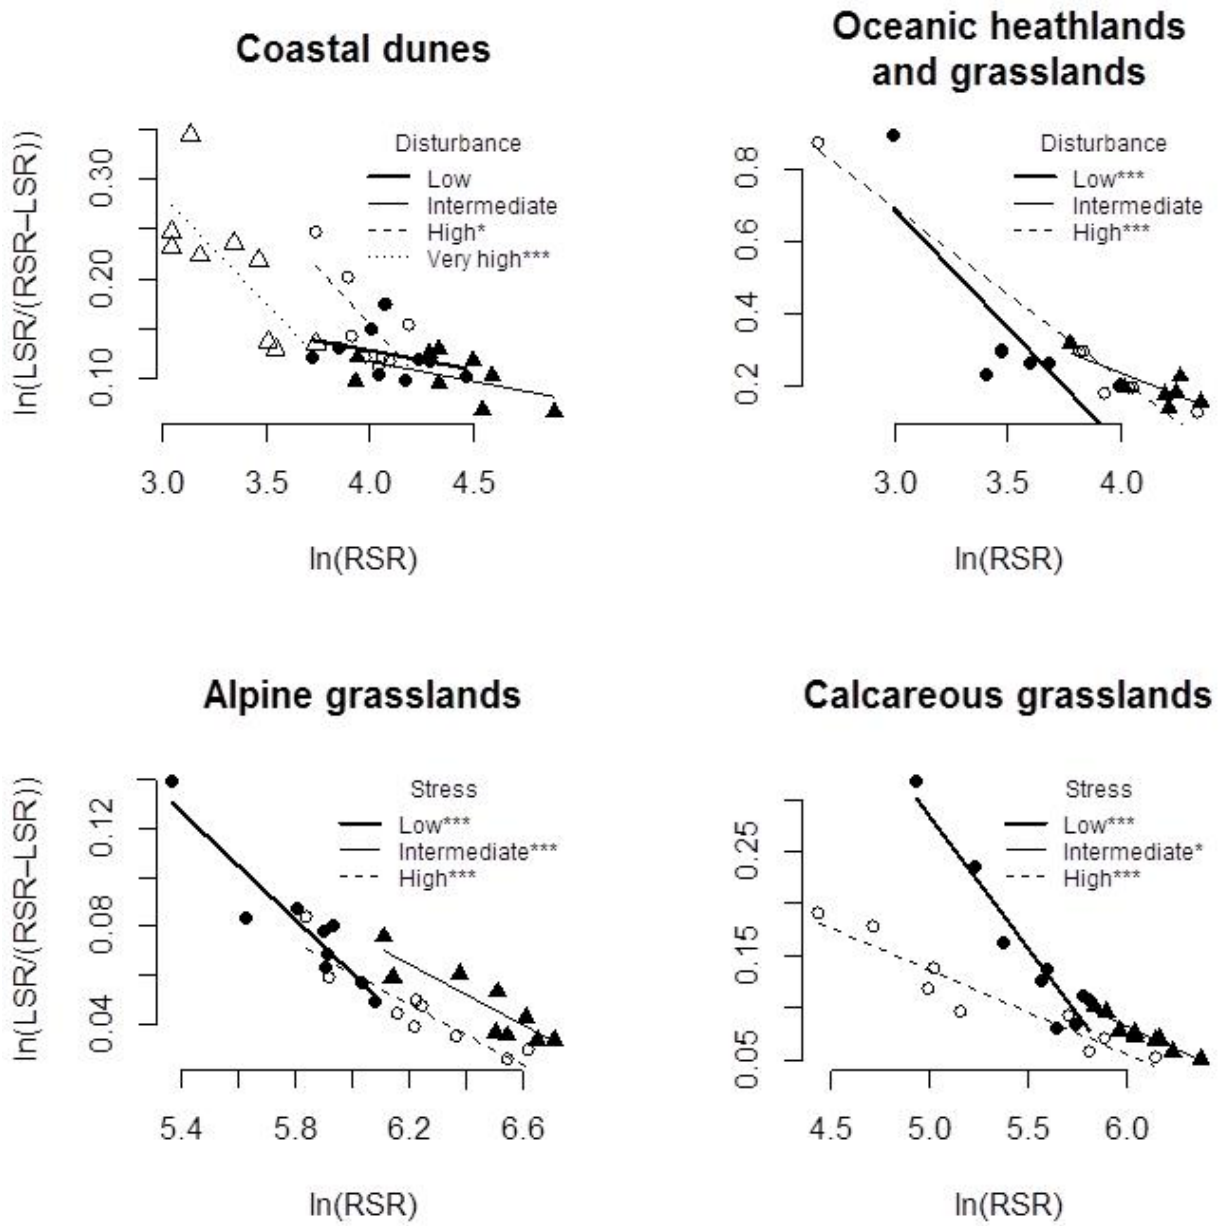 Coastal dunes
ln(LSR/(RSR–LSR))
0.30
0.20
0.10
Disturbance
Low
Intermediate
High*
Very high***
3.0 3.5 4.0 4.5
ln(RSR)
Oceanic heathlands
and grasslands
0.8
0.6
0.4
0.2
Disturbance
Low***
Intermediate
High***
3.0 3.5 4.0
ln(RSR)
Alpine grasslands
ln(LSR/(RSR–LSR))
0.12
0.08
0.04
Stress
Low***
Intermediate***
High***
5.4 5.8 6.2 6.6
ln(RSR)
Calcareous grasslands
0.25
0.15
0.05
Stress
Low***
Intermediate*
High***
4.5 5.0 5.5 6.0
ln(RSR)